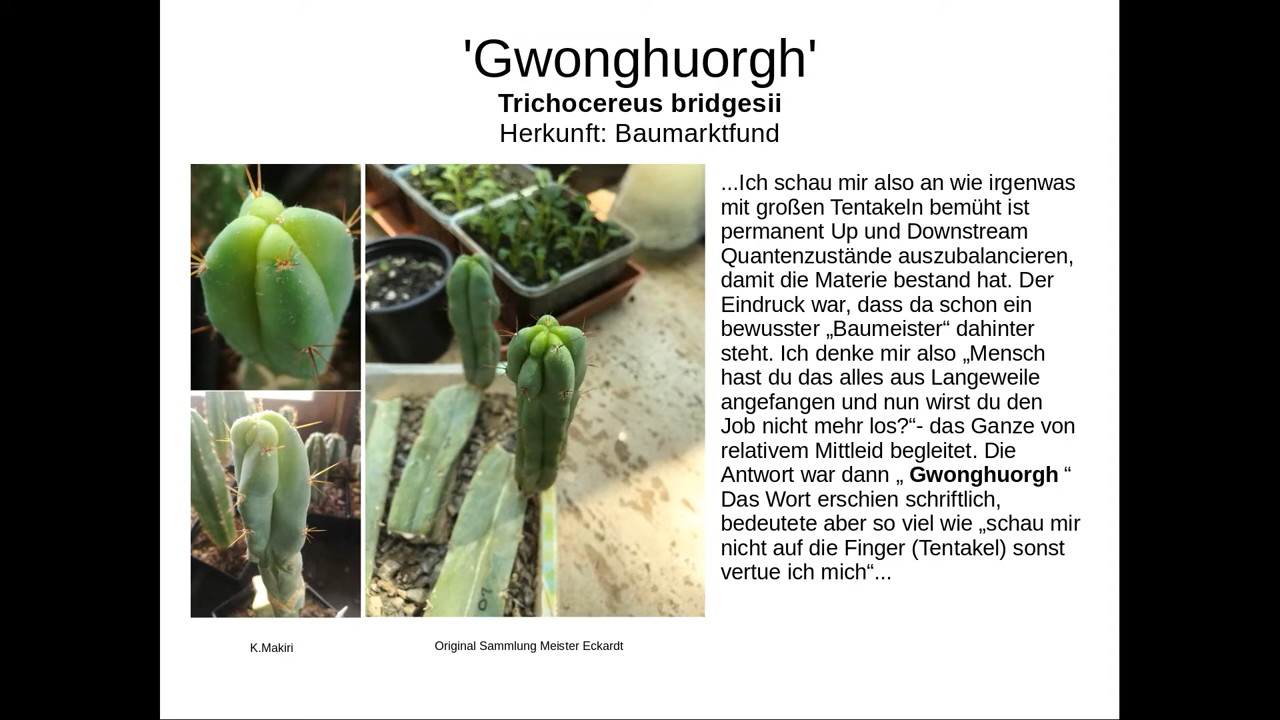 'Gwonghuorgh'
Trichocereus bridgesii
Herkunft: Baumarktfund
...Ich schau mir also an wie irgenwas
mit großen Tentakeln bemüht ist
permanent Up und Downstream
Quantenzustände auszubalancieren,
damit die Materie bestand hat. Der
Eindruck war, dass da schon ein
bewusster „Baumeister“ dahinter
steht. Ich denke mir also „Mensch
hast du das alles aus Langeweile
angefangen und nun wirst du den
Job nicht mehr los?“- das Ganze von
relativem Mittleid begleitet. Die
Antwort war dann „ Gwonghuorgh “
Das Wort erschien schriftlich,
bedeutete aber so viel wie „schau mir
nicht auf die Finger (Tentakel) sonst
vertue ich mich“...
07
K.Makiri
Original Sammlung Meister Eckardt